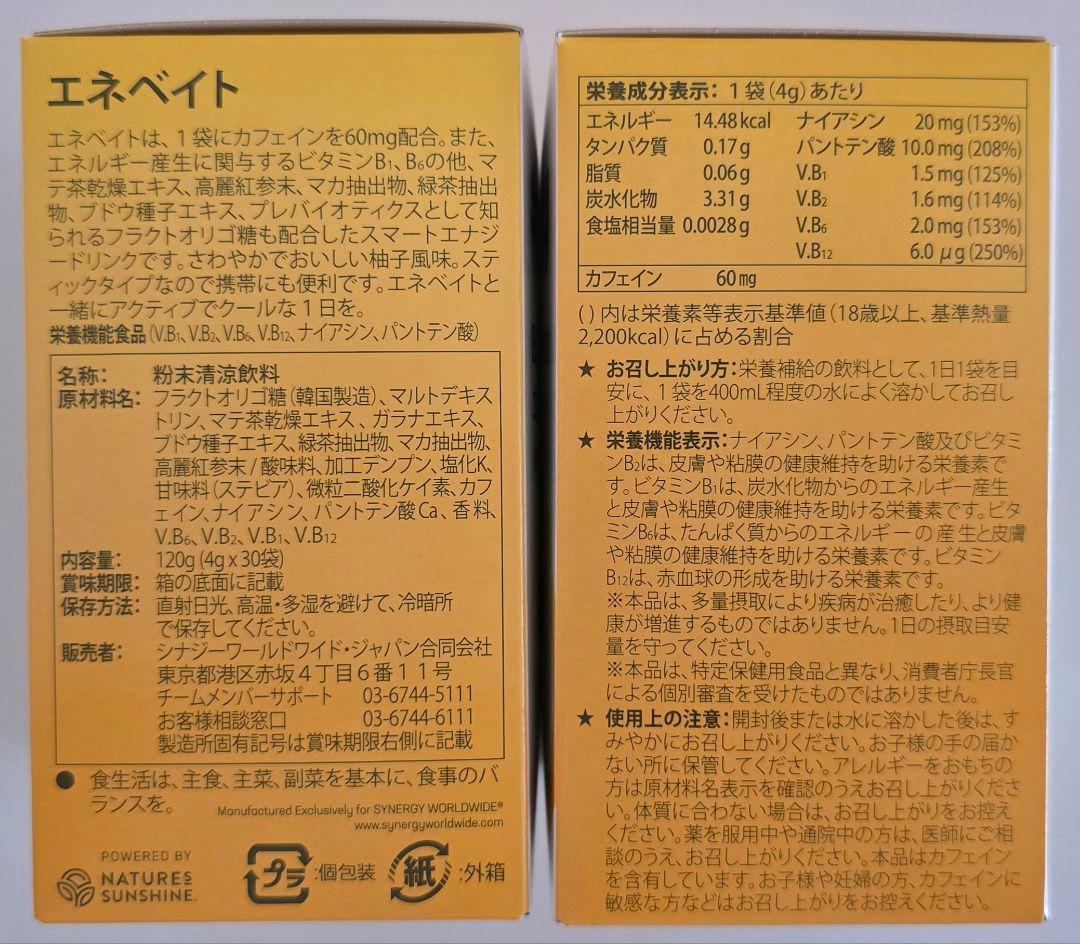 エネベイト
エネベイトは、1袋にカフェインを60mg配合。また、
エネルギー産生に関与するビタミンB₁、B₆の他、マ
テ茶乾燥エキス、高麗紅参末、マカ抽出物、緑茶抽出
物、ブドウ種子エキス、プレバイオティクスとして知
られるフラクトオリゴ糖も配合したスマートエナジ
ードリンクです。さわやかでおいしい柚子風味。ステ
ィックタイプなので携帯にも便利です。エネベイトと
一緒にアクティブでクールな1日を。
栄養機能食品(V.B₁、V.B₂、V.B₆、V.B₁₂、ナイアシン、パントテン酸)
名称: 粉末清涼飲料
原材料名: フラクトオリゴ糖(韓国製造)、マルトデキス
トリン、マテ茶乾燥エキス、ガラナエキス、
ブドウ種子エキス、緑茶抽出物、マカ抽出物、
高麗紅参末/酸味料、加工デンプン、塩化K、
甘味料(ステビア)、微粒二酸化ケイ素、カフ
ェイン、ナイアシン、パントテン酸Ca、香料、
V.B₆、V.B₂、V.B₁、V.B₁₂
内容量: 120g(4g x 30袋)
賞味期限: 箱の底面に記載
保存方法: 直射日光、高温・多湿を避けて、冷暗所
で保存してください。
販売者: シナジーワールドワイド・ジャパン合同会社
東京都港区赤坂4丁目6番11号
チームメンバーサポート 03-6744-5111
お客様相談窓口 03-6744-6111
製造所固有記号は賞味期限右側に記載
● 食生活は、主食、主菜、副菜を基本に、食事のバ
ランスを。
Manufactured Exclusively for SYNERGY WORLDWIDE®
www.synergyworldwide.com
POWERED BY
NATURES
SUNSHINE
プラ :個包装 紙 :外箱
栄養成分表示: 1袋(4g)あたり
エネルギー 14.48kcal ナイアシン 20mg(153%)
タンパク質 0.17g パントテン酸 10.0mg(208%)
脂質 0.06g V.B₁ 1.5mg(125%)
炭水化物 3.31g V.B₂ 1.6mg(114%)
食塩相当量 0.0028g V.B₆ 2.0mg(153%)
V.B₁₂ 6.0μg(250%)
カフェイン 60mg
()内は栄養素等表示基準値(18歳以上、基準熱量
2,200kcal)に占める割合
★ お召し上がり方:栄養補給の飲料として、1日1袋を目
安に、1袋を400mL程度の水によく溶かしてお召し
上がりください。
★ 栄養機能表示:ナイアシン、パントテン酸及びビタミ
ンB₂は、皮膚や粘膜の健康維持を助ける栄養素で
す。ビタミンB₁は、炭水化物からのエネルギー産生
と皮膚や粘膜の健康維持を助ける栄養素です。ビタ
ミンB₆は、たんぱく質からのエネルギーの産生と皮膚
や粘膜の健康維持を助ける栄養素です。ビタミン
B₁₂は、赤血球の形成を助ける栄養素です。
※本品は、多量摂取により疾病が治癒したり、より健
康が増進するものではありません。1日の摂取目安
量を守ってください。
※本品は、特定保健用食品と異なり、消費者庁長官
による個別審査を受けたものではありません。
★ 使用上の注意:開封後または水に溶かした後は、す
みやかにお召し上がりください。お子様の手の届か
ない所に保管してください。アレルギーをおもちの
方は原材料名表示を確認のうえお召し上がりくださ
い。体質に合わない場合は、お召し上がりをお控え
ください。薬を服用中や通院中の方は、医師にご相
談のうえ、お召し上がりください。本品はカフェイン
を含有しています。お子様や妊婦の方、カフェインに
敏感な方などはお召し上がりをお控えください。